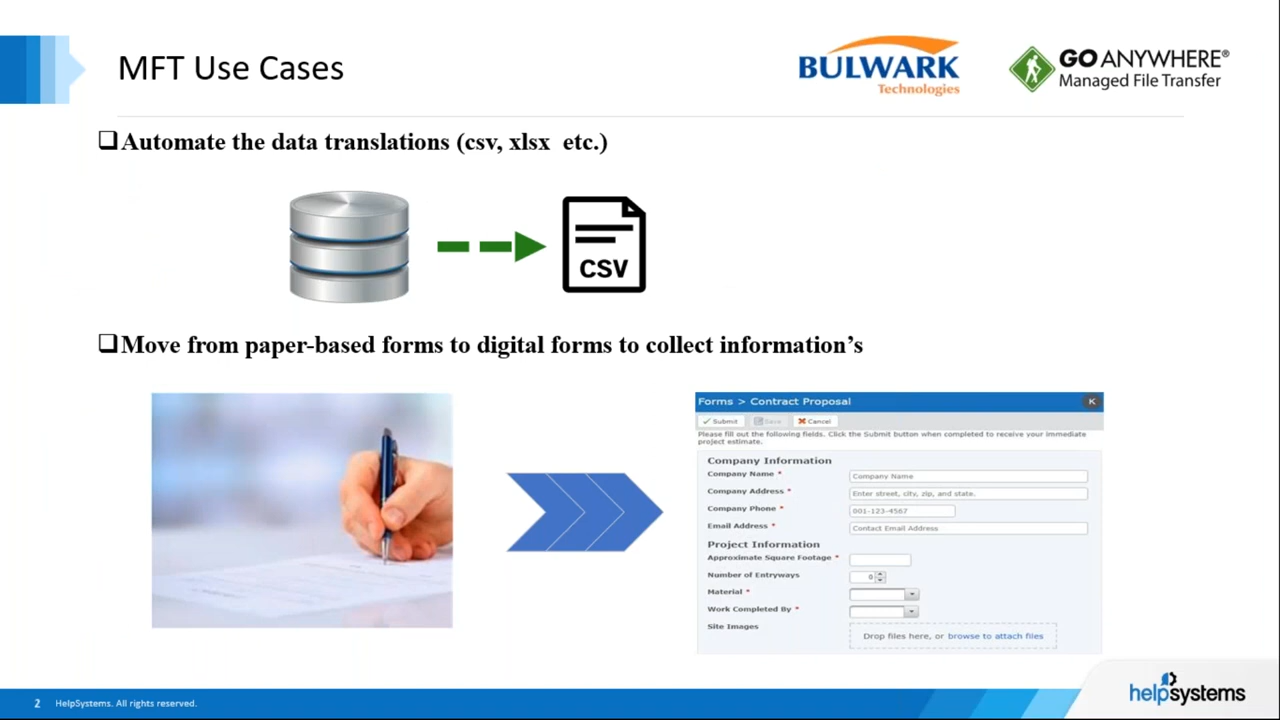 MFT Use Cases
BULWARK
Technologies
GO ANYWHERE®
Managed File Transfer
❑Automate the data translations (csv, xlsx etc.)
CSV
❑Move from paper-based forms to digital forms to collect information’s
Forms > Contract Proposal
K
Submit Save Cancel
Please fill out the following fields. Click the Submit button when completed to receive your immediate
project estimate.
Company Information
Company Name * Company Name
Company Address * Enter street, city, zip, and state.
Company Phone * 001-123-4567
Email Address * Contact Email Address
Project Information
Approximate Square Footage *
Number of Entryways 0
Material *
Work Completed By *
Site Images
Drop files here, or browse to attach files
2 HelpSystems. All rights reserved.
helpsystems